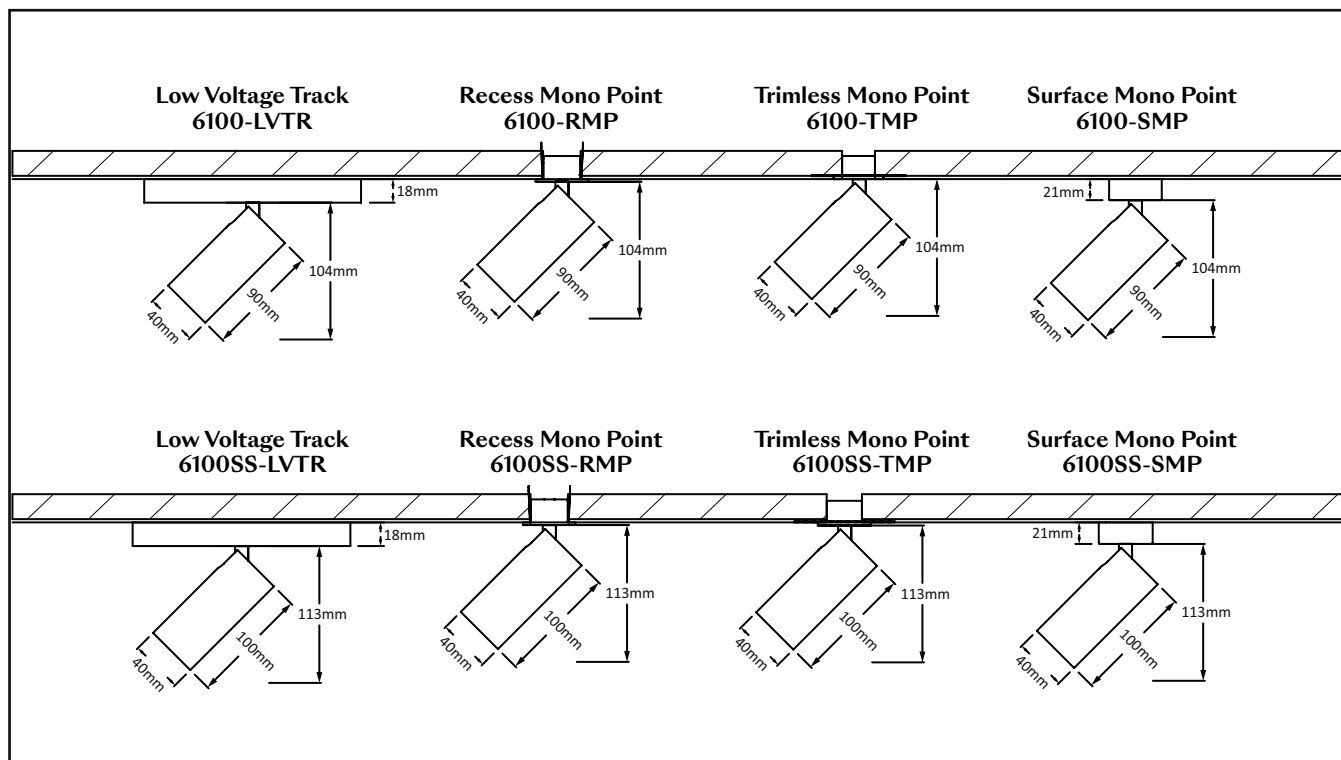 Low Voltage Track
6100-LVTR
Recess Mono Point
6100-RMP
Trimless Mono Point
6100-TMP
Surface Mono Point
6100-SMP
18mm
104mm
90mm
40mm
104mm
90mm
40mm
104mm
90mm
40mm
21mm
104mm
90mm
40mm
Low Voltage Track
6100SS-LVTR
Recess Mono Point
6100SS-RMP
Trimless Mono Point
6100SS-TMP
Surface Mono Point
6100SS-SMP
18mm
113mm
100mm
40mm
113mm
100mm
40mm
113mm
100mm
40mm
21mm
113mm
100mm
40mm